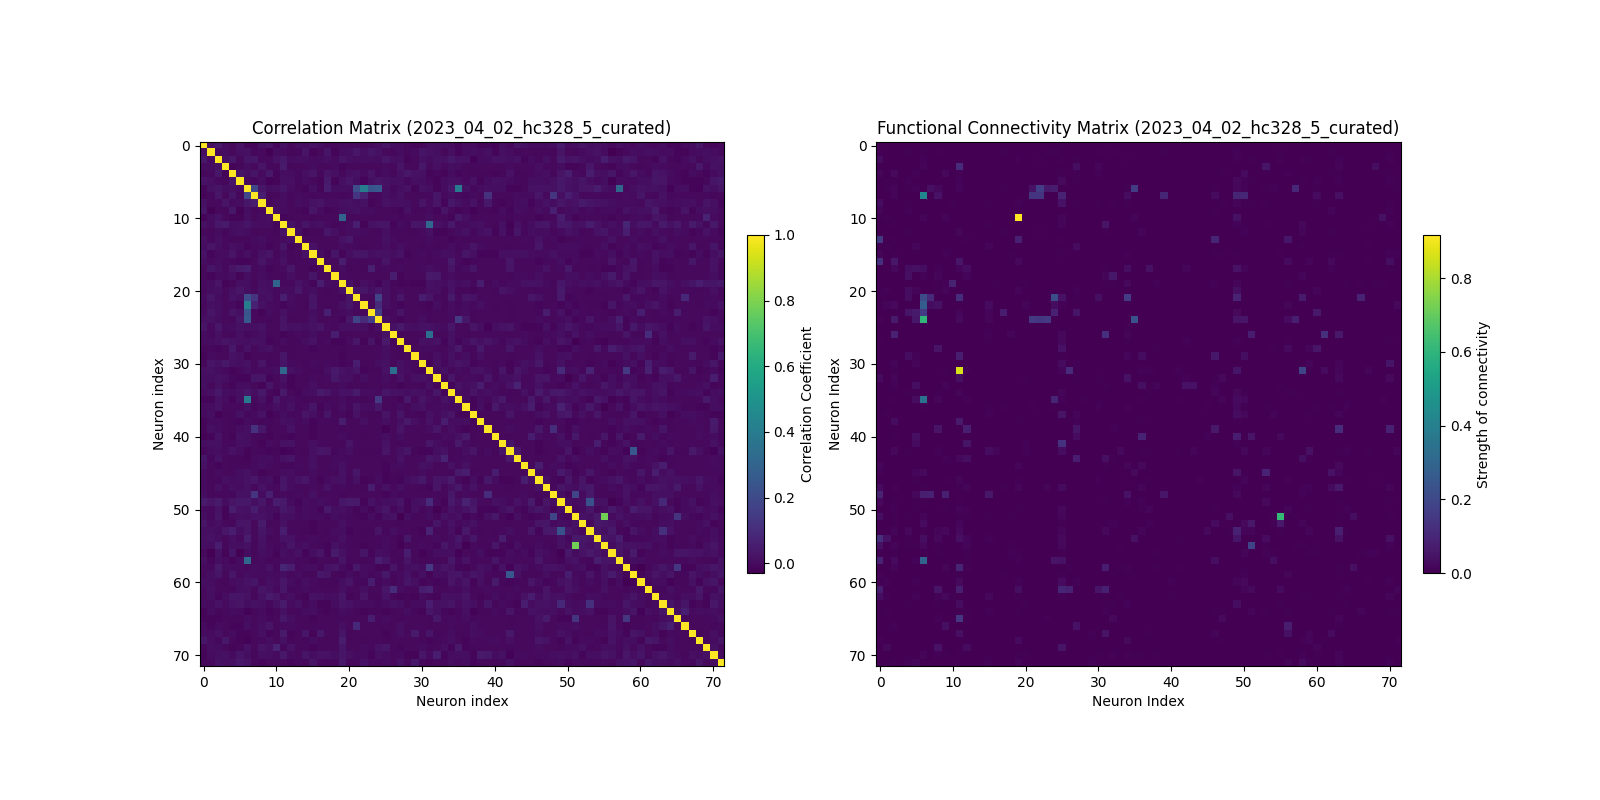 Correlation Matrix (2023_04_02_hc328_5_curated)
0
10
20
30
40
50
60
70
Neuron index
0 10 20 30 40 50 60 70
Neuron index
1.0
0.8
0.6
0.4
0.2
0.0
Correlation Coefficient
Functional Connectivity Matrix (2023_04_02_hc328_5_curated)
0
10
20
30
40
50
60
70
Neuron Index
0 10 20 30 40 50 60 70
Neuron Index
0.8
0.6
0.4
0.2
0.0
Strength of connectivity